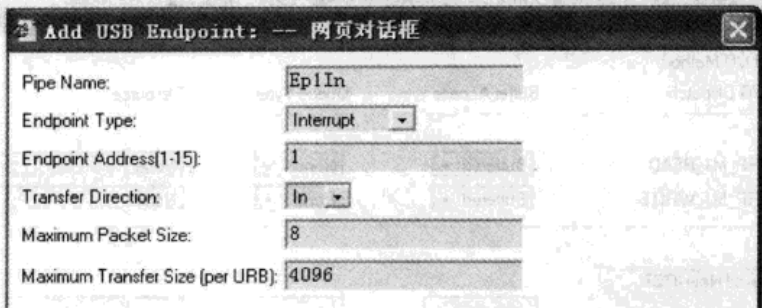 Add USB Endpoint: -- 网页对话框
Pipe Name: Ep1In
Endpoint Type: Interrupt
Endpoint Address(1-15): 1
Transfer Direction: In
Maximum Packet Size: 8
Maximum Transfer Size (per URB): 4096